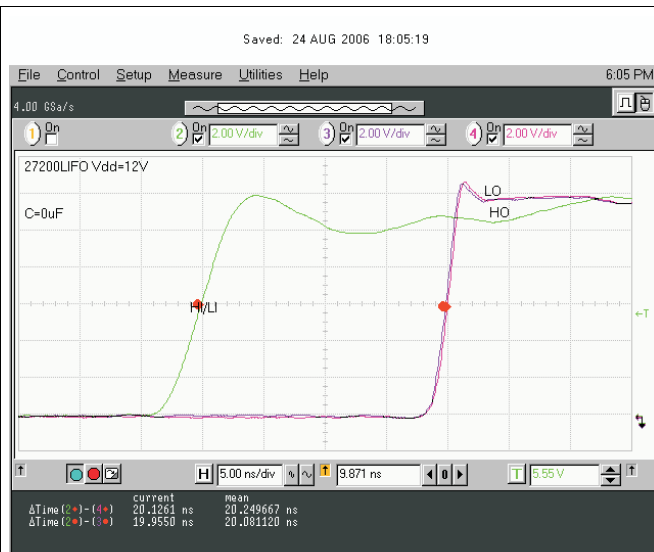 Saved: 24 AUG 2006 18:05:19
File Control Setup Measure Utilities Help 6:05 PM
4.00 GSa/s
1 On 2 On 2.00 V/div 3 On 2.00 V/div 4 On 2.00 V/div
27200LIFO Vdd=12V
LO
C=0uF
HO
HI/LI
T
H 5.00 ns/div 9.871 ns 0 T 5.55 V
current mean
ΔTime(2)-(4) 20.1261 ns 20.249667 ns
ΔTime(2)-(3) 19.9550 ns 20.081120 ns